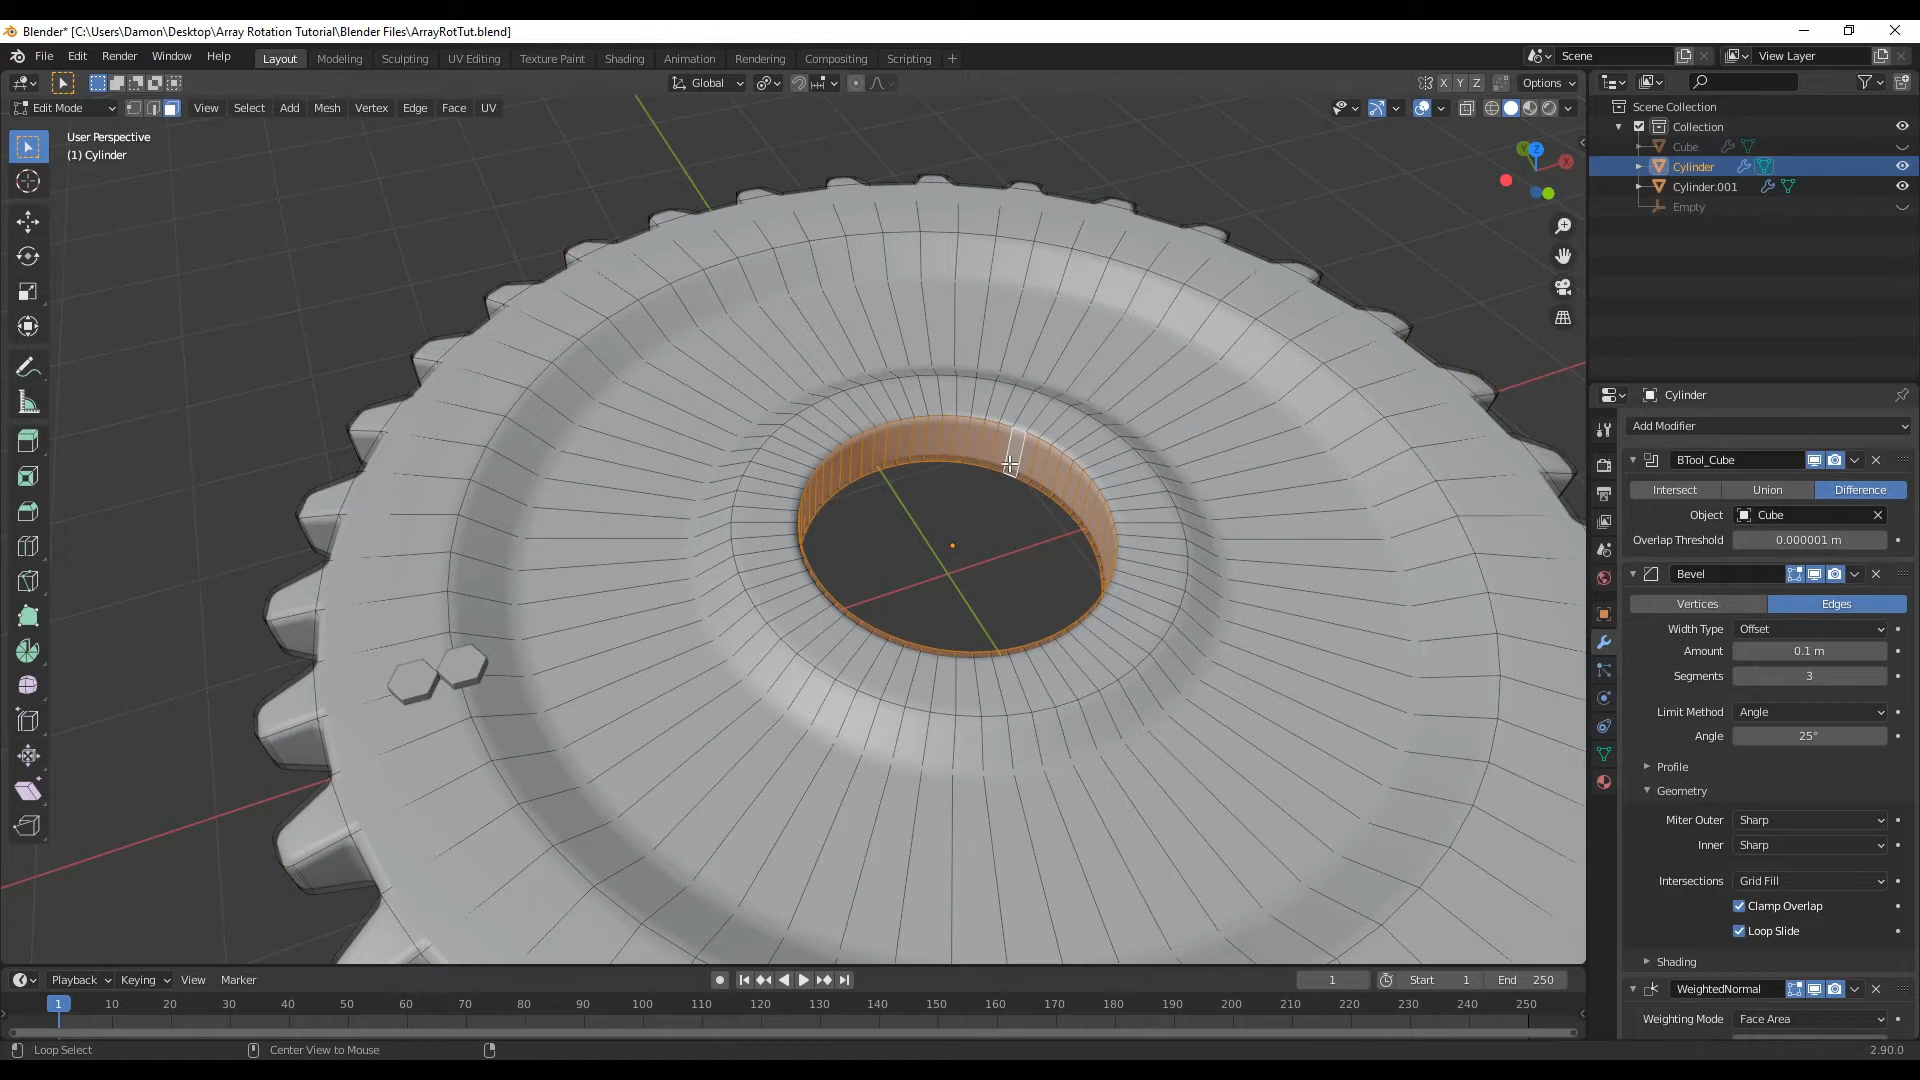 Blender* [C:\Users\Damon\Desktop\Array Rotation Tutorial\Blender Files\ArrayRotTut.blend]
File Edit Render Window Help Layout Modeling Sculpting UV Editing Texture Paint Shading Animation Rendering Compositing Scripting + Scene View Layer
Global X Y Z Options
Edit Mode View Select Add Mesh Vertex Edge Face UV
User Perspective
(1) Cylinder
Y Z X
Scene Collection
Collection
Cube
Cylinder
Cylinder.001
Empty
Cylinder
Add Modifier
BTool_Cube
Intersect Union Difference
Object Cube
Overlap Threshold 0.000001 m
Bevel
Vertices Edges
Width Type Offset
Amount 0.1 m
Segments 3
Limit Method Angle
Angle 25°
Profile
Geometry
Miter Outer Sharp
Inner Sharp
Intersections Grid Fill
Clamp Overlap
Loop Slide
Shading
WeightedNormal
Weighting Mode Face Area
Playback Keying View Marker 1 Start 1 End 250
1 10 20 30 40 50 60 70 80 90 100 110 120 130 140 150 160 170 180 190 200 210 220 230 240 250
Loop Select Center View to Mouse 2.90.0